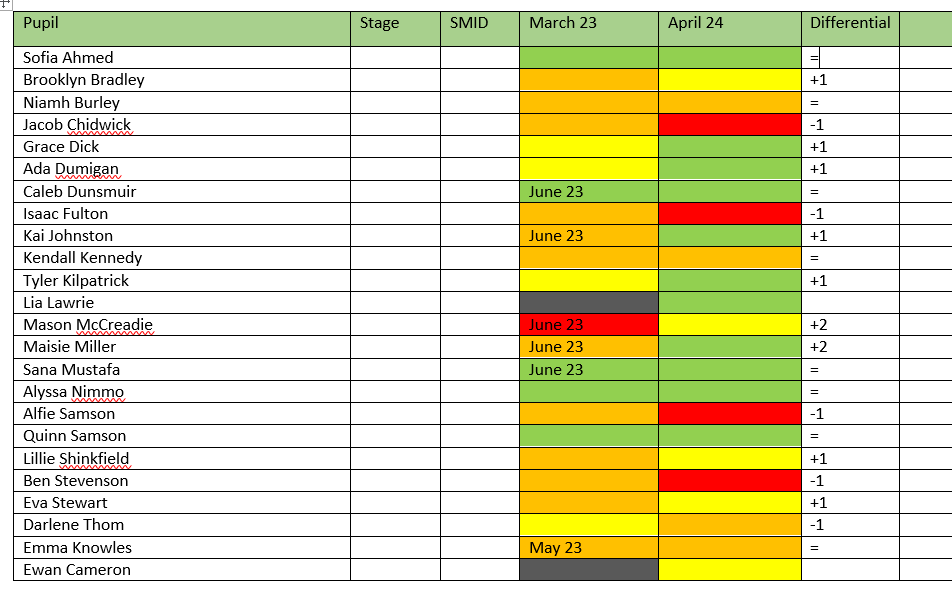 Pupil Stage SMID March 23 April 24 Differential
Sofia Ahmed =
Brooklyn Bradley +1
Niamh Burley =
Jacob Chidwick -1
Grace Dick +1
Ada Dumigan +1
Caleb Dunsmuir June 23 =
Isaac Fulton -1
Kai Johnston June 23 +1
Kendall Kennedy =
Tyler Kilpatrick +1
Lia Lawrie
Mason McCreadie June 23 +2
Maisie Miller June 23 +2
Sana Mustafa June 23 =
Alyssa Nimmo =
Alfie Samson -1
Quinn Samson =
Lillie Shinkfield +1
Ben Stevenson -1
Eva Stewart +1
Darlene Thom -1
Emma Knowles May 23 =
Ewan Cameron